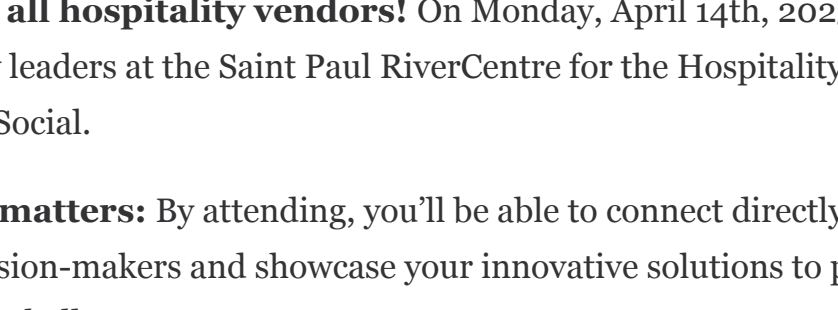 all hospitality vendors! On Monday, April 14th, 202
leaders at the Saint Paul RiverCentre for the Hospitality
Social.
matters: By attending, you’ll be able to connect directly
sion-makers and showcase your innovative solutions to p